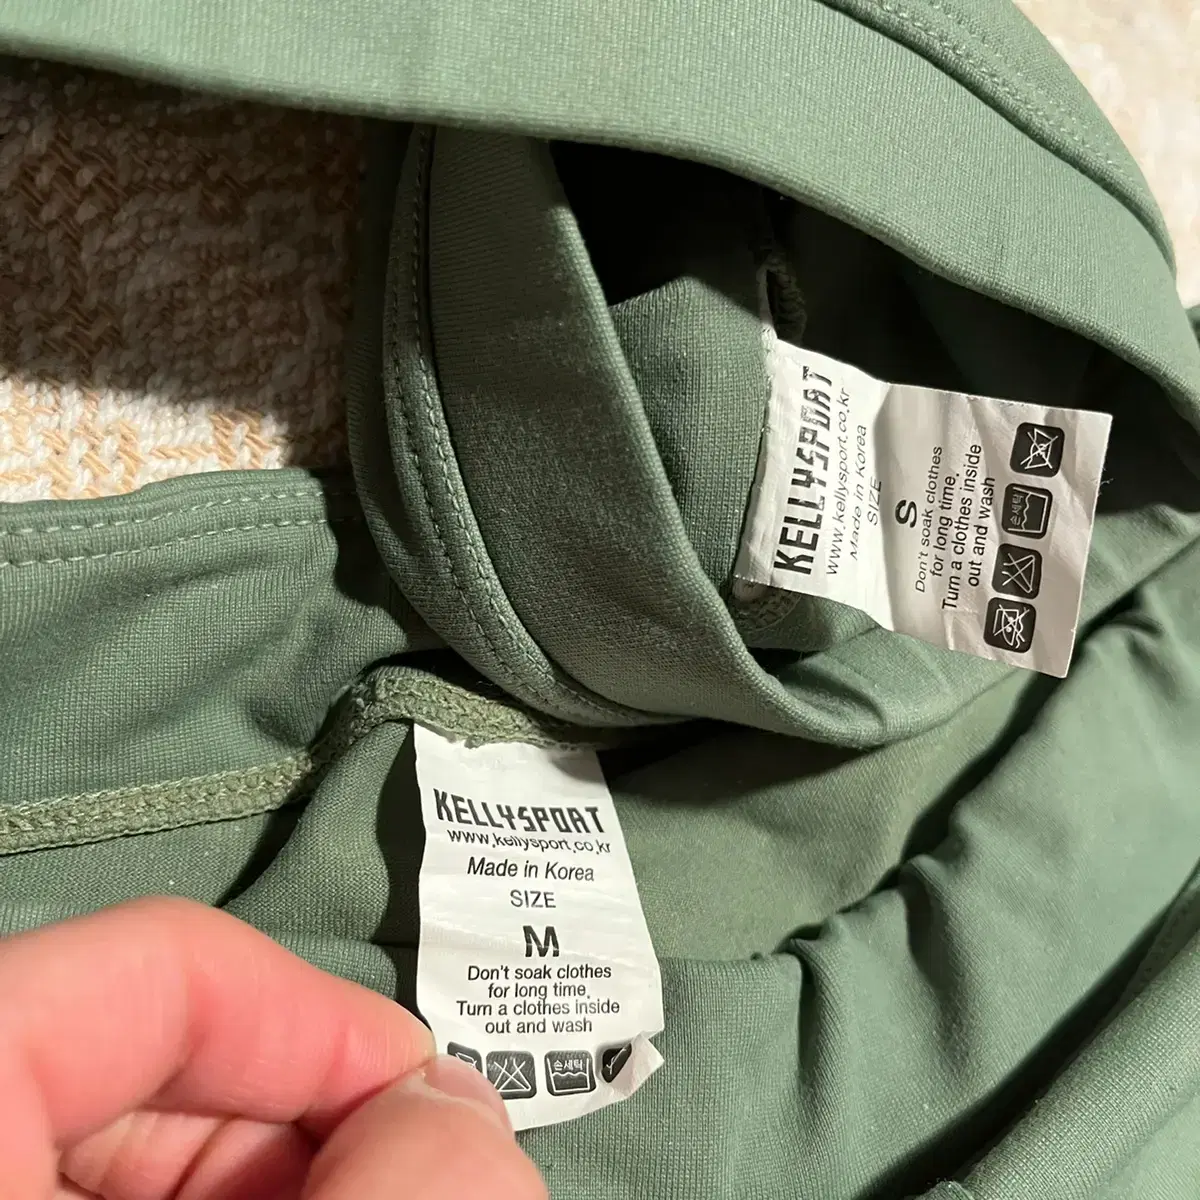 KELLYSPORT
www.kellysport.co.kr
Made in Korea
SIZE
S
Don't soak clothes
for long time.
Turn a clothes inside
out and wash
손세탁
KELLYSPORT
www.kellysport.co.kr
Made in Korea
SIZE
M
Don't soak clothes
for long time.
Turn a clothes inside
out and wash
손세탁